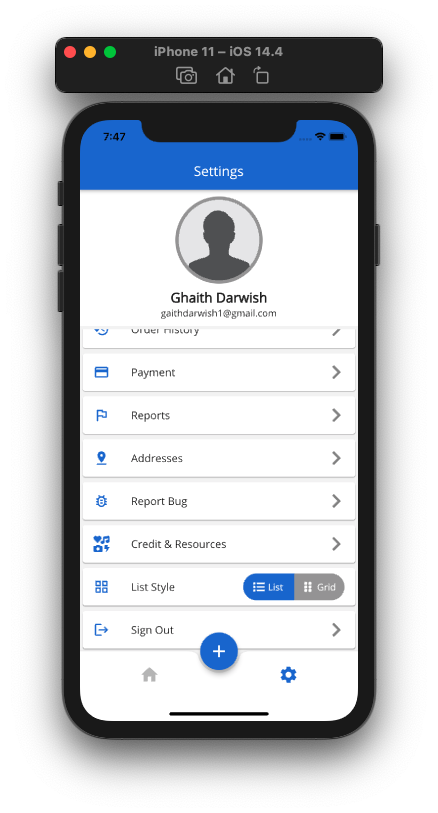 iPhone 11 – iOS 14.4
7:47
Settings
Ghaith Darwish
gaithdarwish1@gmail.com
Order History
Payment
Reports
Addresses
Report Bug
Credit & Resources
List Style
List
Grid
Sign Out